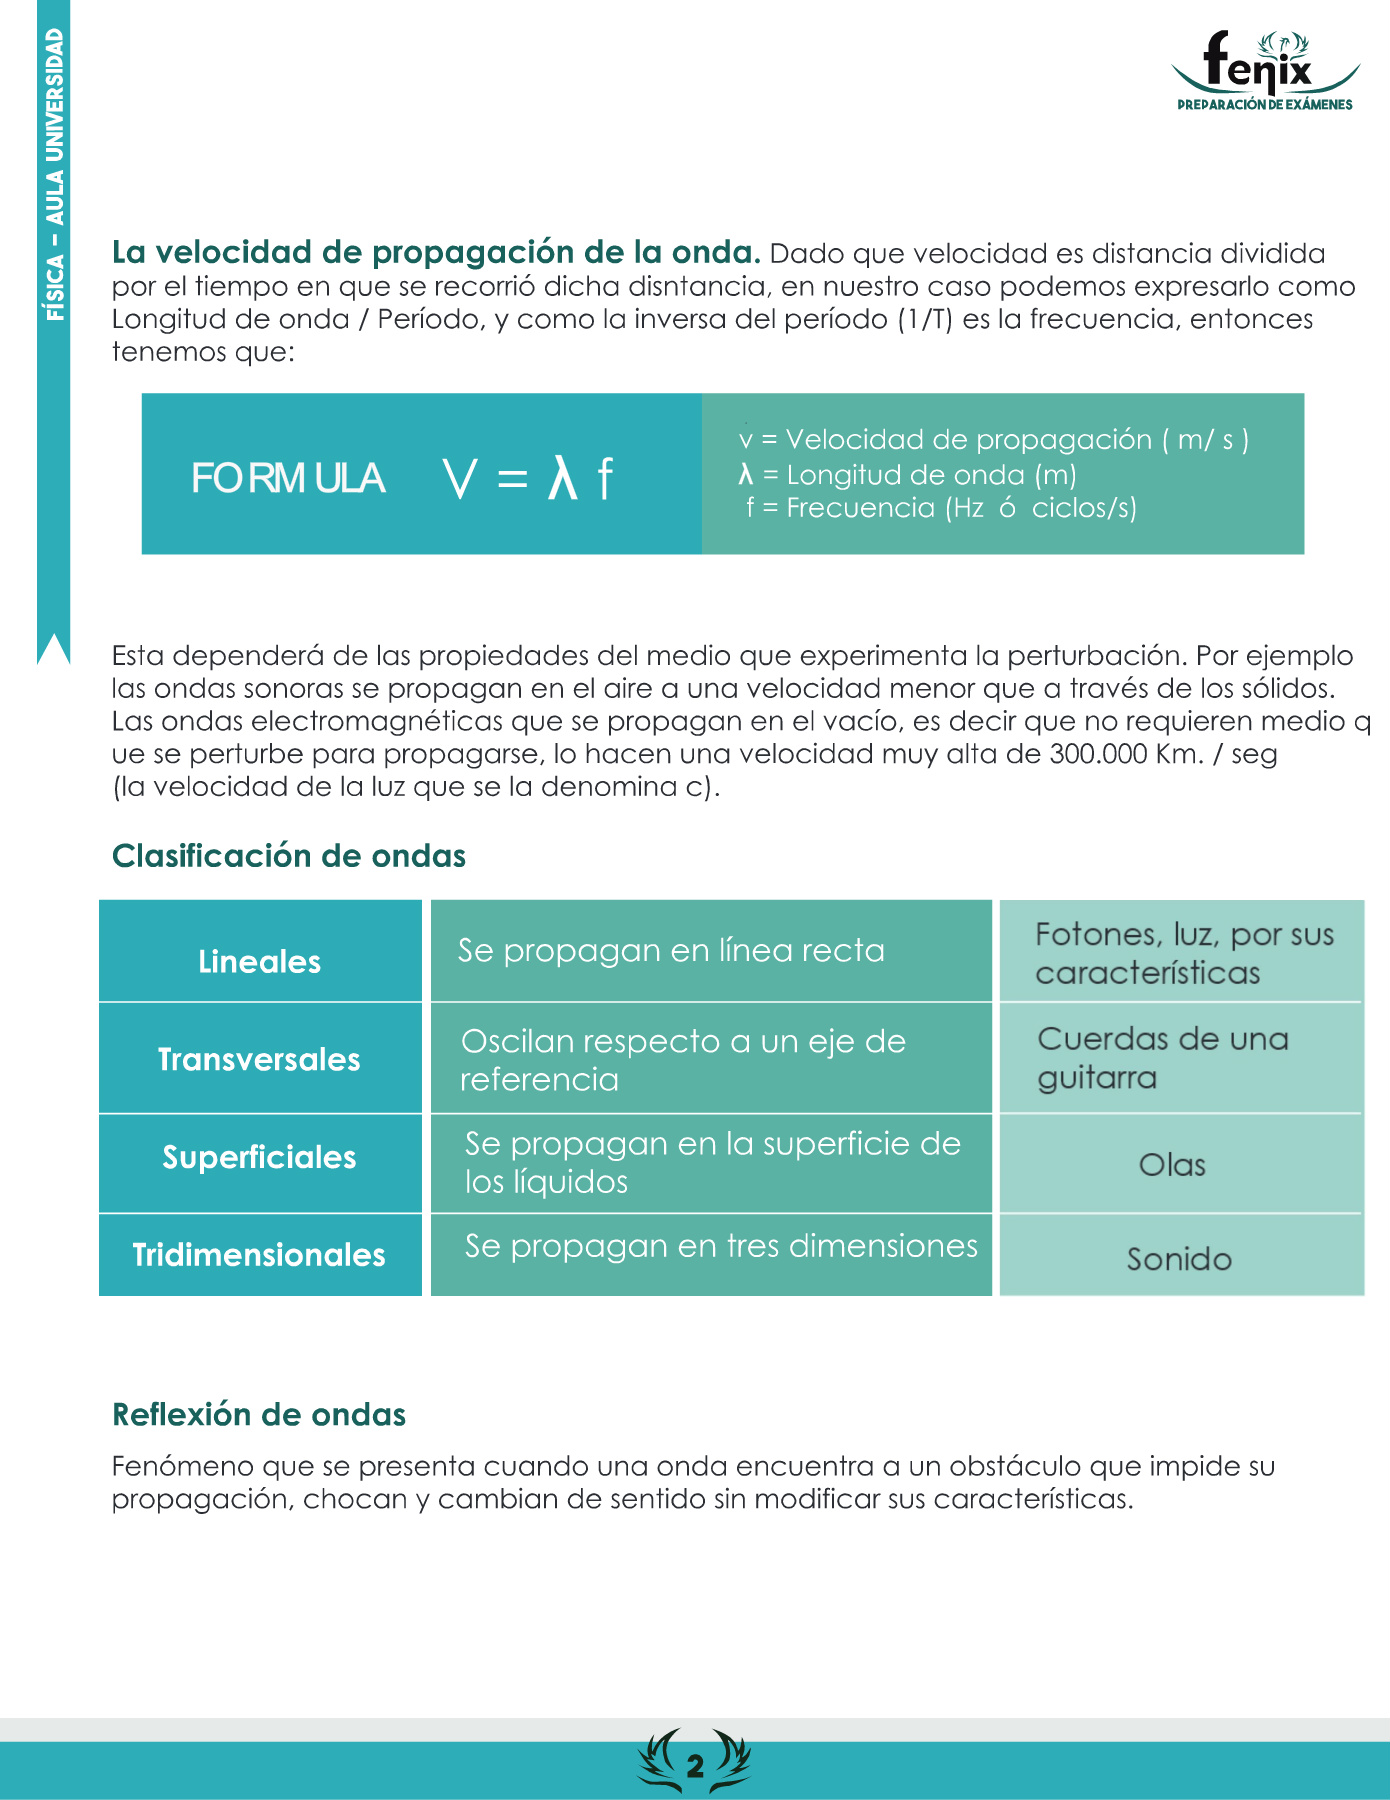 FÍSICA - AULA UNIVERSIDAD
fenix
PREPARACIÓN DE EXÁMENES
La velocidad de propagación de la onda. Dado que velocidad es distancia dividida
por el tiempo en que se recorrió dicha disntancia, en nuestro caso podemos expresarlo como
Longitud de onda / Período, y como la inversa del período (1/T) es la frecuencia, entonces
tenemos que:
FORMULA V = λ f
v = Velocidad de propagación ( m/ s )
λ = Longitud de onda (m)
f = Frecuencia (Hz ó ciclos/s)
Esta dependerá de las propiedades del medio que experimenta la perturbación. Por ejemplo
las ondas sonoras se propagan en el aire a una velocidad menor que a través de los sólidos.
Las ondas electromagnéticas que se propagan en el vacío, es decir que no requieren medio q
ue se perturbe para propagarse, lo hacen una velocidad muy alta de 300.000 Km. / seg
(la velocidad de la luz que se la denomina c).
Clasificación de ondas
Lineales
Se propagan en línea recta
Fotones, luz, por sus
características
Transversales
Oscilan respecto a un eje de
referencia
Cuerdas de una
guitarra
Superficiales
Se propagan en la superficie de
los líquidos
Olas
Tridimensionales
Se propagan en tres dimensiones
Sonido
Reflexión de ondas
Fenómeno que se presenta cuando una onda encuentra a un obstáculo que impide su
propagación, chocan y cambian de sentido sin modificar sus características.
2